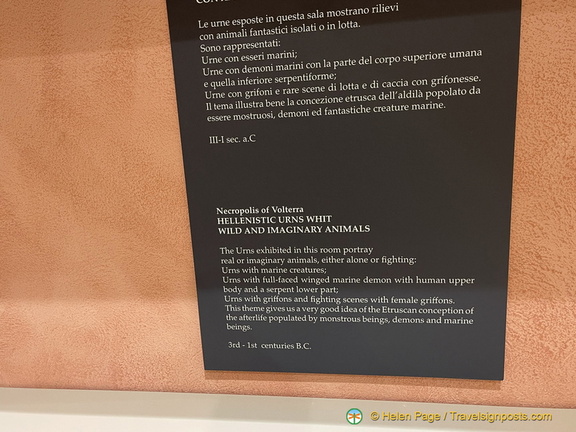 Le urne esposte in questa sala mostrano rilievi
con animali fantastici isolati o in lotta.
Sono rappresentati:
Urne con esseri marini;
Urne con demoni marini con la parte del corpo superiore umana
e quella inferiore serpentiforme;
Urne con grifoni e rare scene di lotta e di caccia con grifonesse.
Il tema illustra bene la concezione etrusca dell'aldilà popolato da
essere mostruosi, demoni ed fantastiche creature marine.
III-I sec. a.C
Necropolis of Volterra
HELLENISTIC URNS WHIT
WILD AND IMAGINARY ANIMALS
The Urns exhibited in this room portray
real or imaginary animals, either alone or fighting:
Urns with marine creatures;
Urns with full-faced winged marine demon with human upper
body and a serpent lower part;
Urns with griffons and fighting scenes with female griffons.
This theme gives us a very good idea of the Etruscan conception of
the afterlife populated by monstrous beings, demons and marine
beings.
3rd - 1st centuries B.C.
© Helen Page / Travelsignposts.com